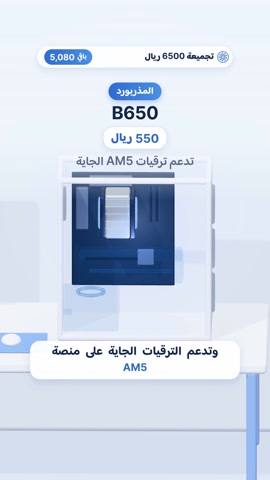 تجميعة 6500 ريال
باقي 5,080
المذربورد
B650
550 ريال
تدعم ترقيات AM5 الجاية
وتدعم الترقيات الجاية على منصة
AM5